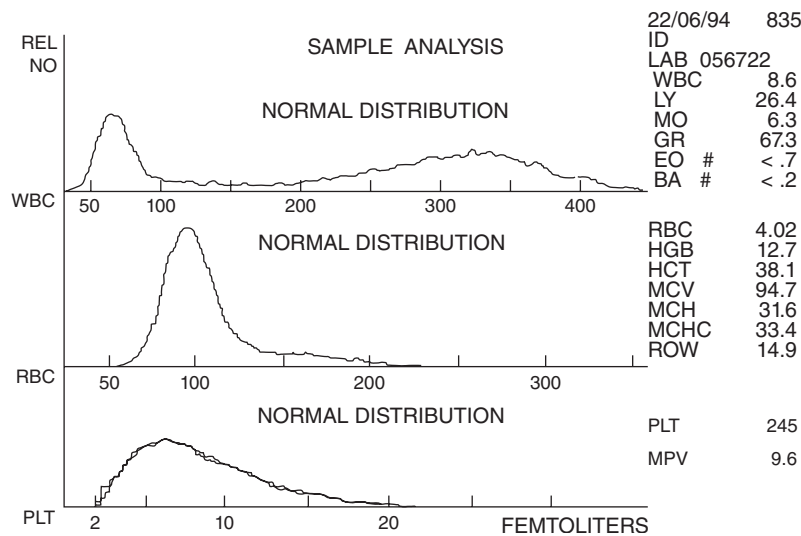 REL
NO
SAMPLE ANALYSIS
NORMAL DISTRIBUTION
WBC
50 100 200 300 400
NORMAL DISTRIBUTION
RBC
50 100 200 300
NORMAL DISTRIBUTION
PLT
2 10 20 FEMTOLITERS
22/06/94 835
ID
LAB 056722
WBC 8.6
LY 26.4
MO 6.3
GR 67.3
EO # < .7
BA # < .2
RBC 4.02
HGB 12.7
HCT 38.1
MCV 94.7
MCH 31.6
MCHC 33.4
ROW 14.9
PLT 245
MPV 9.6